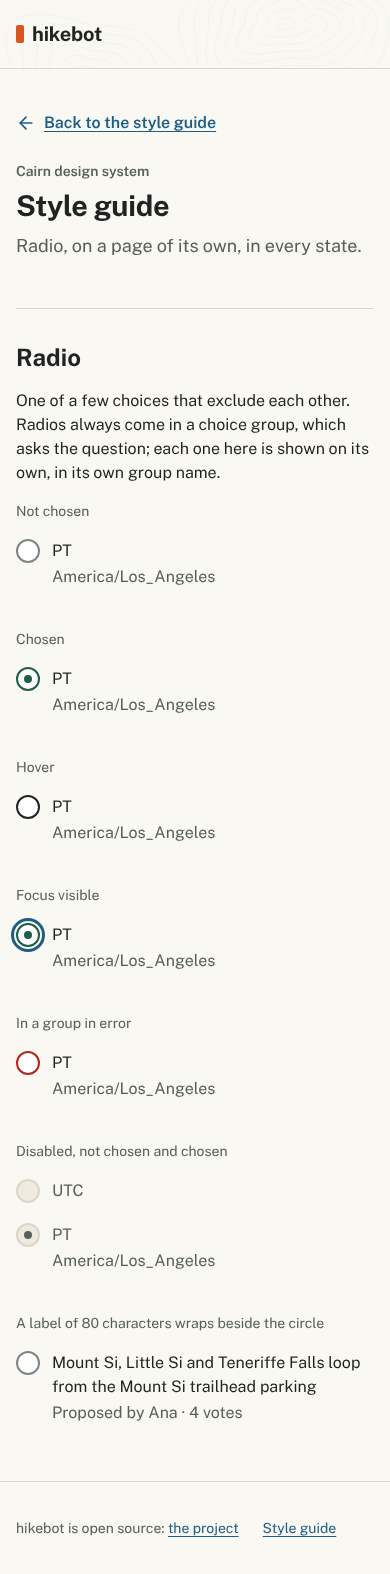 hikebot
Back to the style guide
Cairn design system
Style guide
Radio, on a page of its own, in every state.
Radio
One of a few choices that exclude each other.
Radios always come in a choice group, which
asks the question; each one here is shown on its
own, in its own group name.
Not chosen
PT
America/Los_Angeles
Chosen
PT
America/Los_Angeles
Hover
PT
America/Los_Angeles
Focus visible
PT
America/Los_Angeles
In a group in error
PT
America/Los_Angeles
Disabled, not chosen and chosen
UTC
PT
America/Los_Angeles
A label of 80 characters wraps beside the circle
Mount Si, Little Si and Teneriffe Falls loop
from the Mount Si trailhead parking
Proposed by Ana · 4 votes
hikebot is open source: the project Style guide